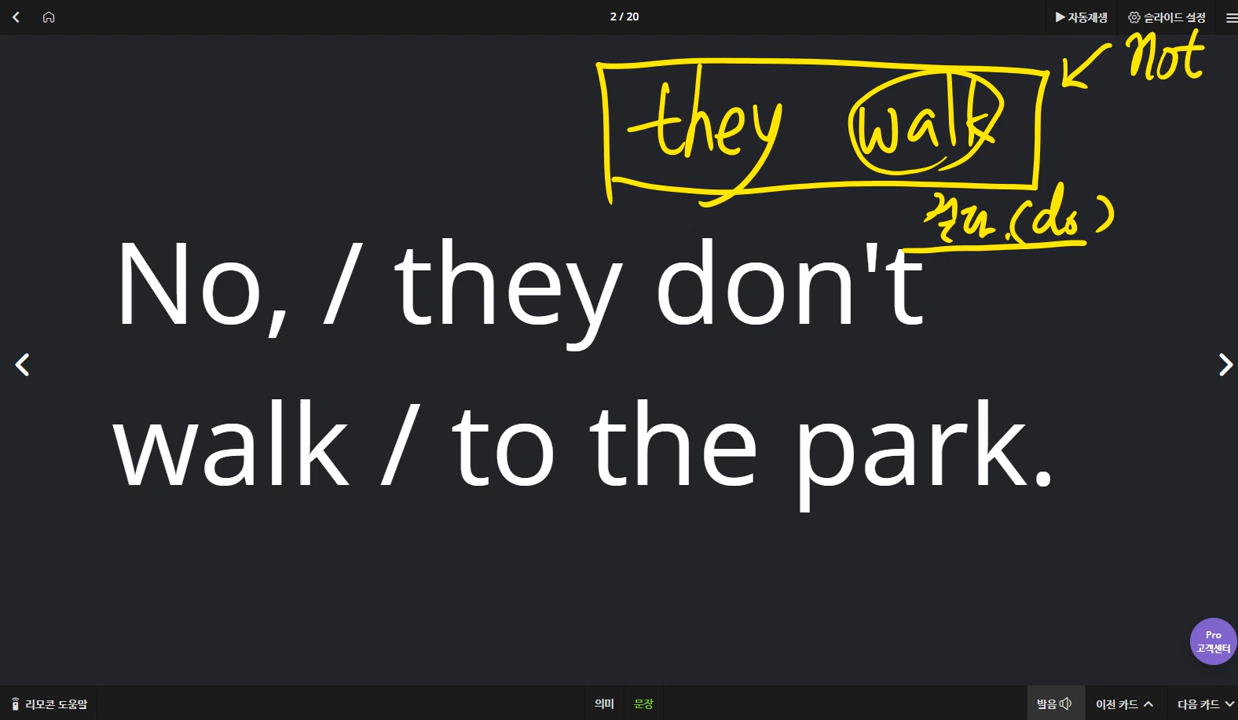 2 / 20
자동재생
슬라이드 설정
Not
they walk
(do)
No, / they don't
walk / to the park.
Pro
고객센터
리모콘 도움말
의미
문장
발음
이전 카드
다음 카드